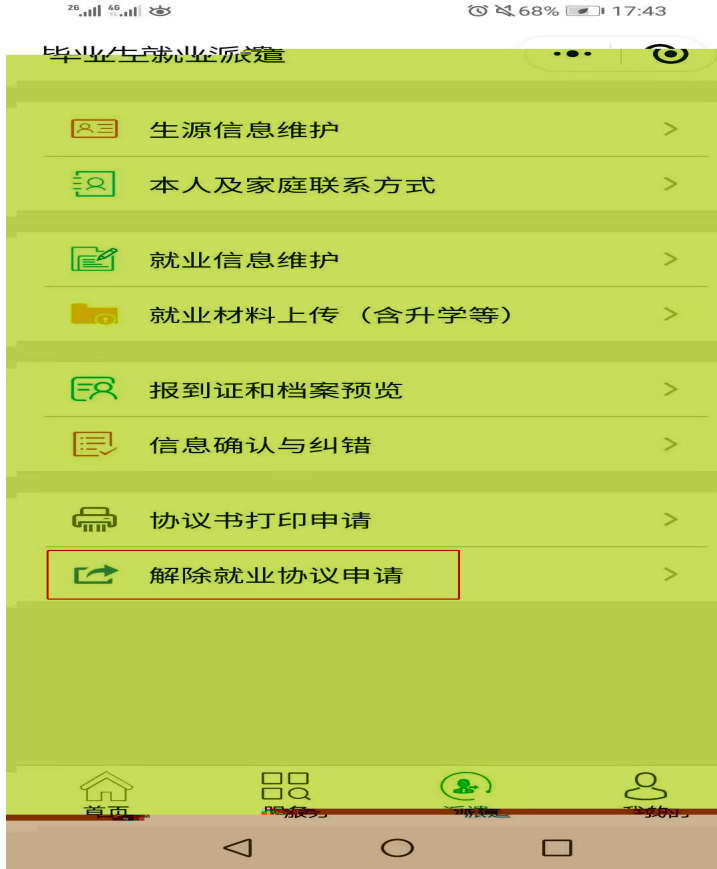 2G 4G 68% 17:43
毕业生就业派遣
生源信息维护
本人及家庭联系方式
就业信息维护
就业材料上传（含升学等）
报到证和档案预览
信息确认与纠错
协议书打印申请
解除就业协议申请
首页 服务 派遣 我的